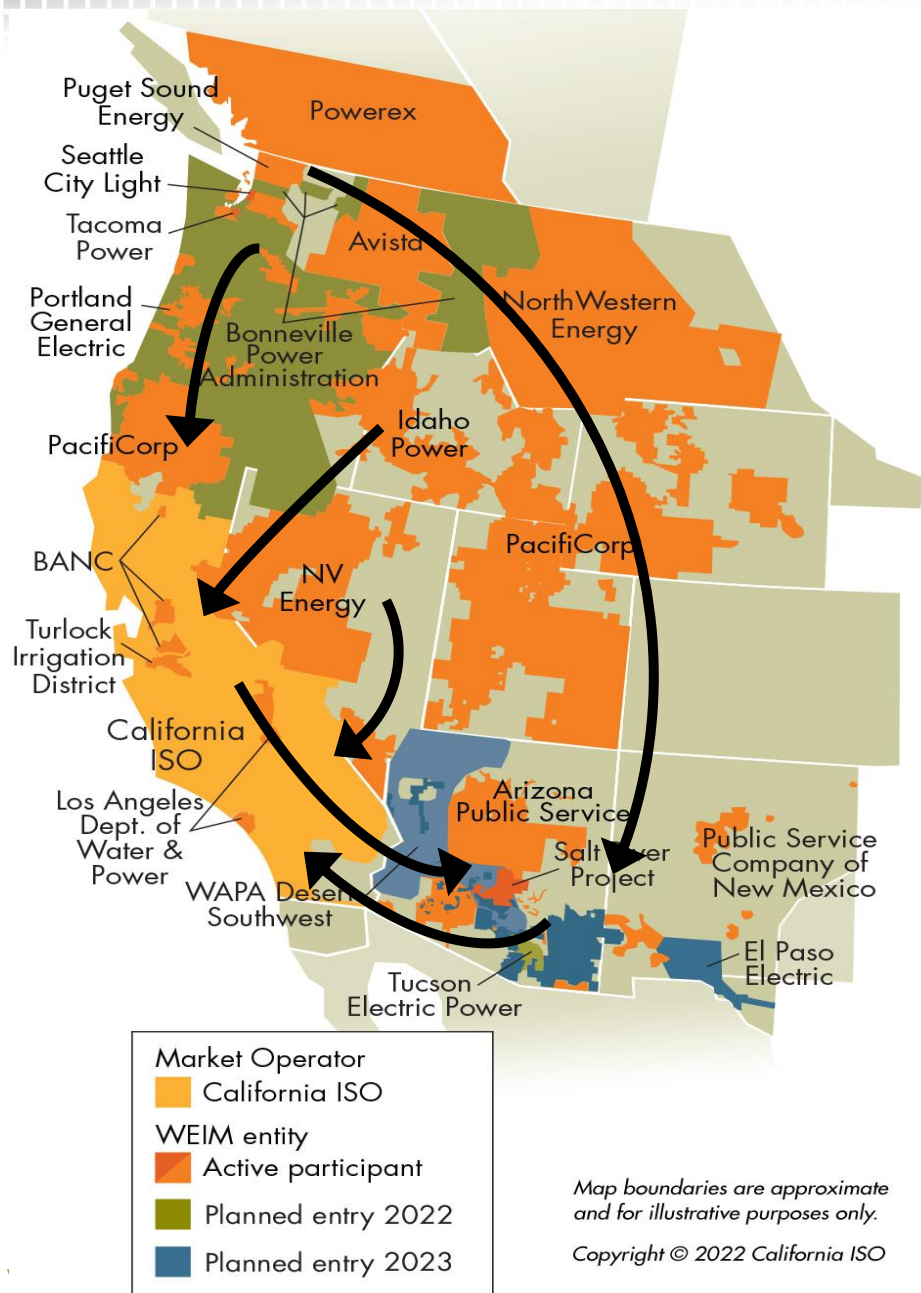 Powerex
Puget Sound
Energy
Seattle
City Light
Tacoma
Power
Avista
Portland
General
Electric
Bonneville
Power
Administration
NorthWestern
Energy
PacifiCorp
Idaho
Power
BANC
NV
Energy
PacifiCorp
Turlock
Irrigation
District
California
ISO
Los Angeles
Dept. of
Water &
Power
Arizona
Public Service
Salt River
Project
Public Service
Company of
New Mexico
WAPA Desert
Southwest
El Paso
Electric
Tucson
Electric Power
Market Operator
California ISO
WEIM entity
Active participant
Planned entry 2022
Planned entry 2023
Map boundaries are approximate
and for illustrative purposes only.
Copyright © 2022 California ISO